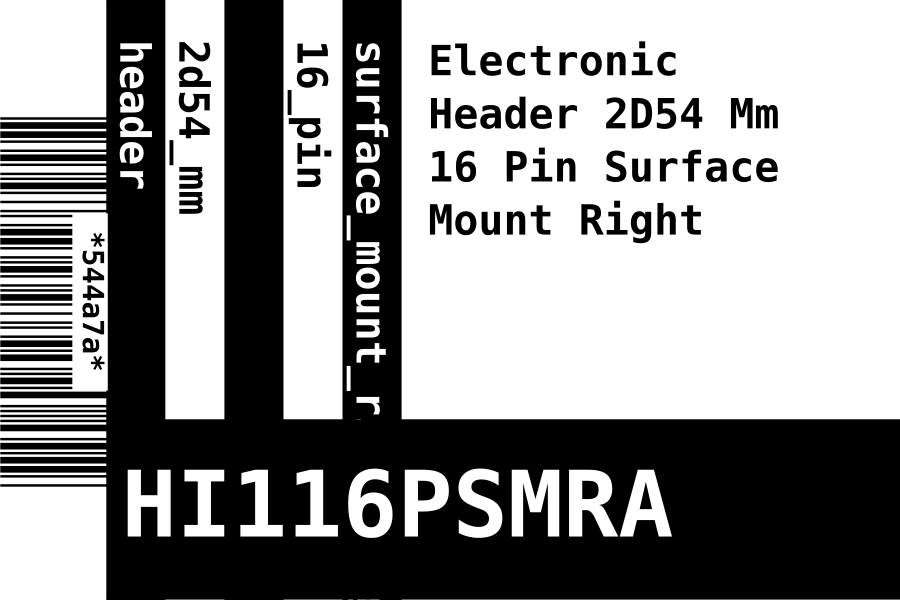 *544a7a*
header
2d54_mm
16_pin
surface_mount_r
Electronic
Header 2D54 Mm
16 Pin Surface
Mount Right
HI116PSMRA